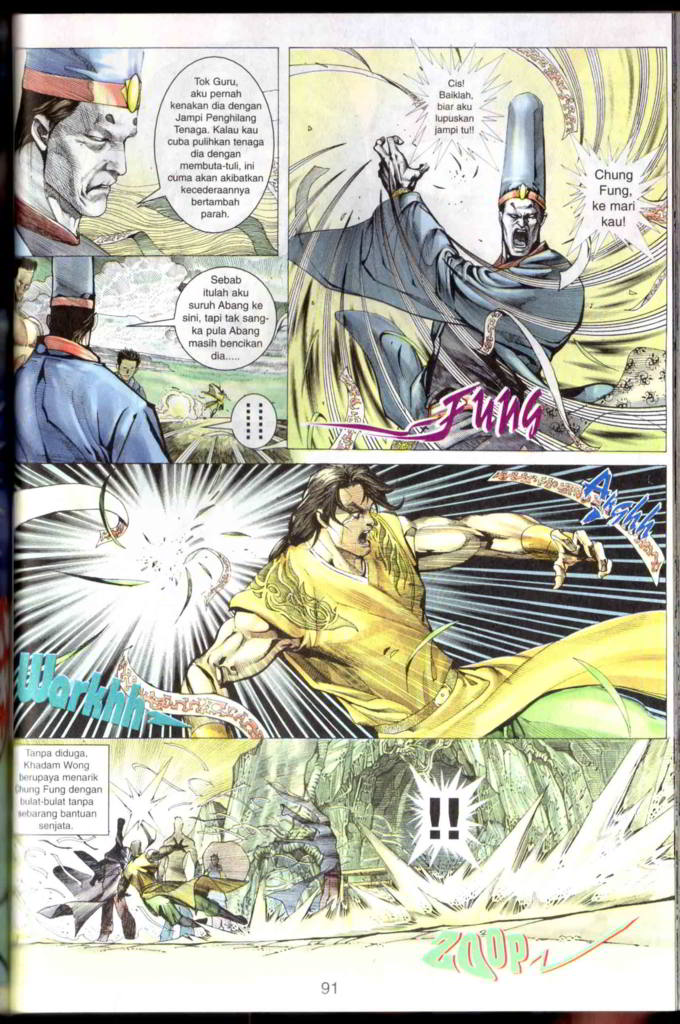 Tok Guru,
aku pernah
kenakan dia dengan
Jampi Penghilang
Tenaga. Kalau kau
cuba pulihkan tenaga
dia dengan
membuta-tuli, ini
cuma akan akibatkan
kecederaannya
bertambah
parah.
Cis!
Baiklah,
biar aku
lupuskan
jampi tu!!
Chung
Fung,
ke mari
kau!
Sebab
itulah aku
suruh Abang ke
sini, tapi tak sang-
ka pula Abang
masih bencikan
dia.....
FUNG
Arghhh
Warkhh
Tanpa diduga,
Khadam Wong
berupaya menarik
Chung Fung dengan
bulat-bulat tanpa
sebarang bantuan
senjata.
!!
ZOOP
91